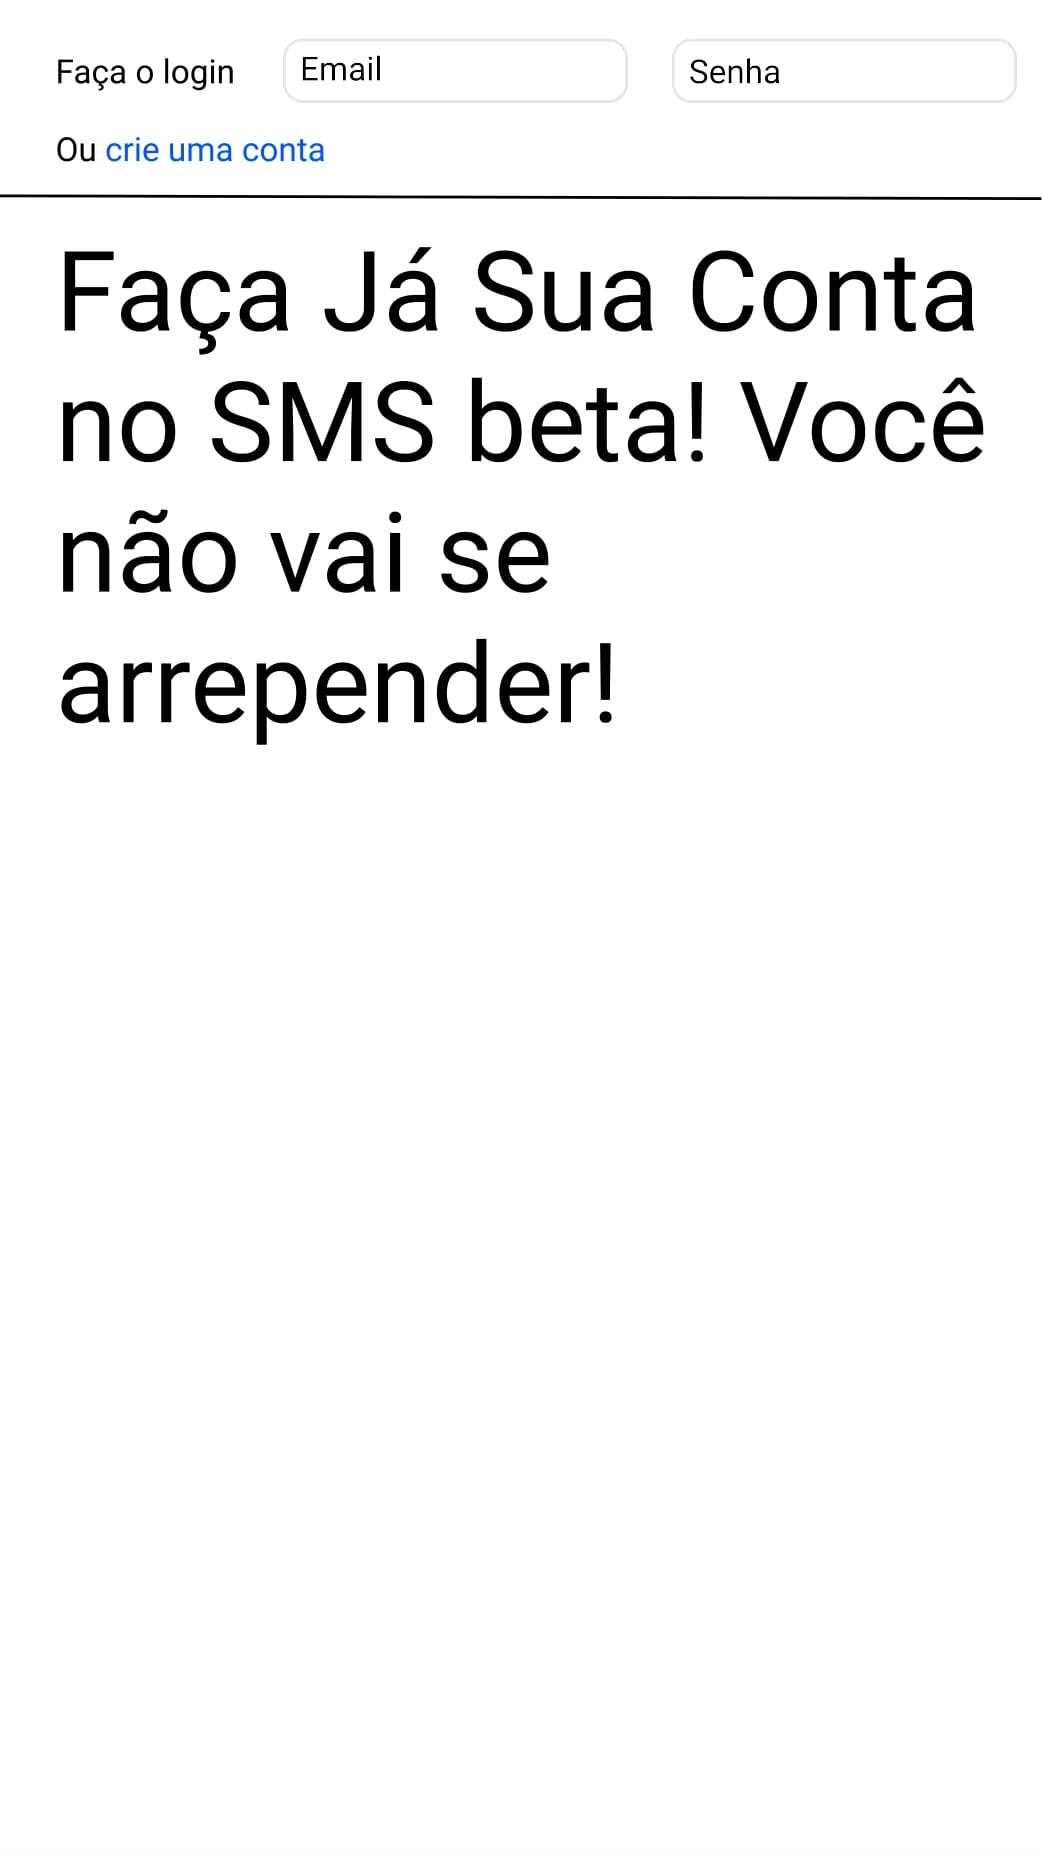 Faça o login Email Senha
Ou crie uma conta
Faça Já Sua Conta
no SMS beta! Você
não vai se
arrepender!